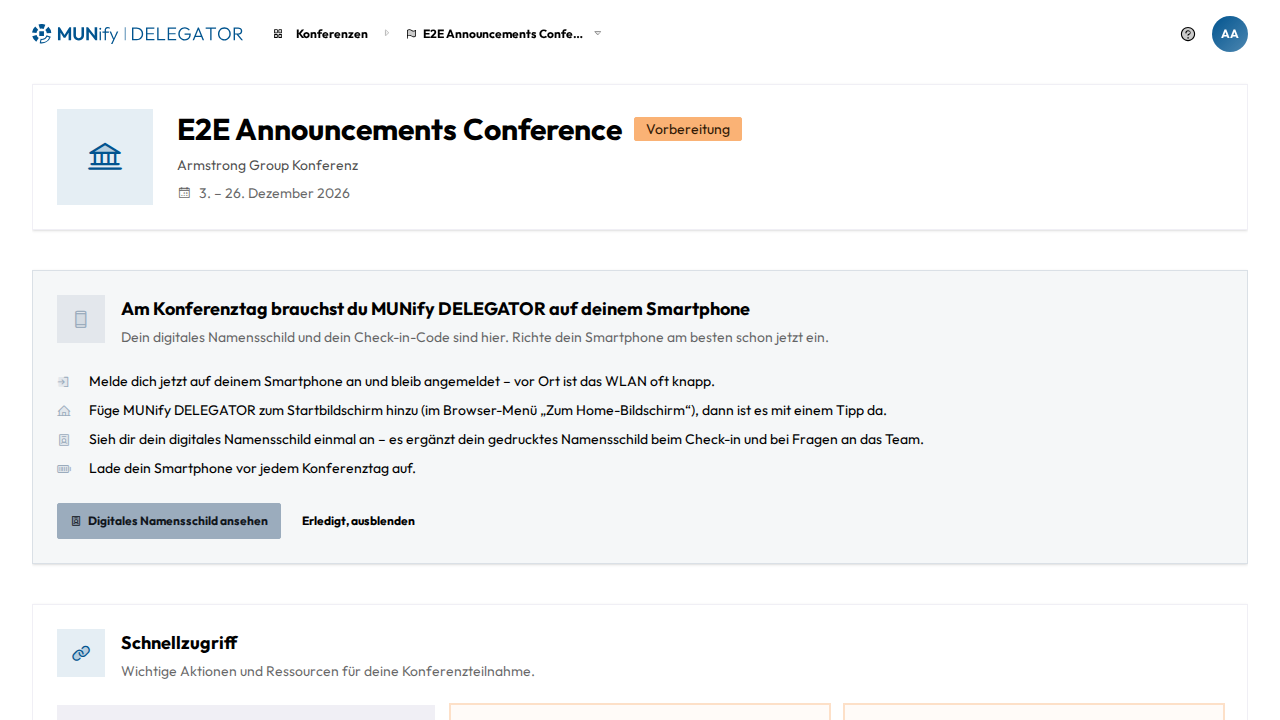 MUNify | DELEGATOR
Konferenzen
E2E Announcements Confe...
AA
E2E Announcements Conference
Vorbereitung
Armstrong Group Konferenz
3. – 26. Dezember 2026
Am Konferenztag brauchst du MUNify DELEGATOR auf deinem Smartphone
Dein digitales Namensschild und dein Check-in-Code sind hier. Richte dein Smartphone am besten schon jetzt ein.
Melde dich jetzt auf deinem Smartphone an und bleib angemeldet – vor Ort ist das WLAN oft knapp.
Füge MUNify DELEGATOR zum Startbildschirm hinzu (im Browser-Menü „Zum Home-Bildschirm“), dann ist es mit einem Tipp da.
Sieh dir dein digitales Namensschild einmal an – es ergänzt dein gedrucktes Namensschild beim Check-in und bei Fragen an das Team.
Lade dein Smartphone vor jedem Konferenztag auf.
Digitales Namensschild ansehen
Erledigt, ausblenden
Schnellzugriff
Wichtige Aktionen und Ressourcen für deine Konferenzteilnahme.